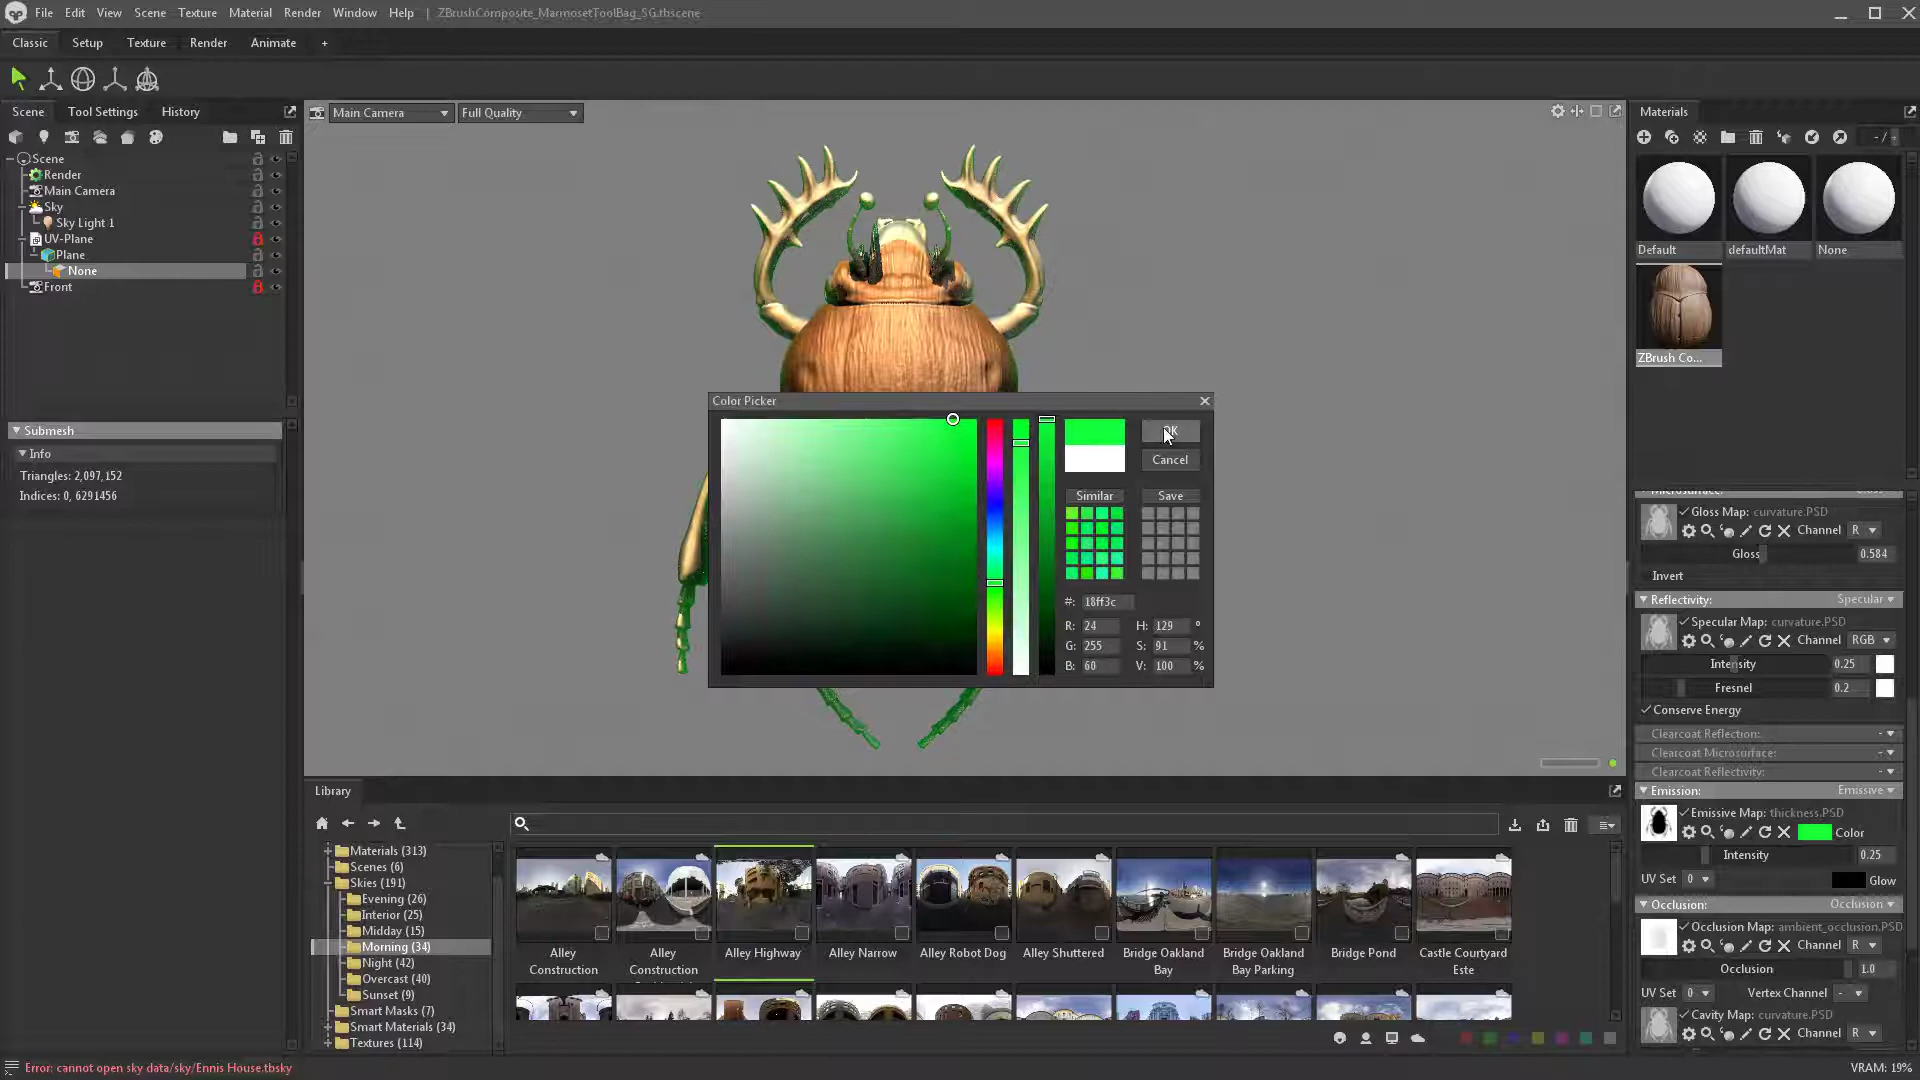 File Edit View Scene Texture Material Render Window Help | ZBrushComposite_MarmosetToolBag_SG.tbscene
Classic Setup Texture Render Animate +
Scene Tool Settings History
Main Camera Full Quality
Materials
Scene
Render
Main Camera
Sky
Sky Light 1
UV-Plane
Plane
None
Front
Default defaultMat None
ZBrush Co...
Submesh
Info
Triangles: 2,097,152
Indices: 0, 6291456
Color Picker
OK
Cancel
Similar Save
#: 18ff3c
R: 24 H: 129 °
G: 255 S: 91 %
B: 60 V: 100 %
Microsurface:
Gloss Map: curvature.PSD
Channel R
Gloss 0.584
Invert
Reflectivity: Specular
Specular Map: curvature.PSD
Channel RGB
Intensity 0.25
Fresnel 0.2
Conserve Energy
Clearcoat Reflection: -
Clearcoat Microsurface: -
Clearcoat Reflectivity: -
Emission: Emissive
Emissive Map: thickness.PSD
Color
Intensity 0.25
UV Set 0 Glow
Occlusion: Occlusion
Occlusion Map: ambient_occlusion.PSD
Channel R
Occlusion 1.0
UV Set 0 Vertex Channel -
Cavity Map: curvature.PSD
Channel R
Library
Materials (313)
Scenes (6)
Skies (191)
Evening (26)
Interior (25)
Midday (15)
Morning (34)
Night (42)
Overcast (40)
Sunset (9)
Smart Masks (7)
Smart Materials (34)
Textures (114)
Alley Construction
Alley Construction
Alley Highway
Alley Narrow
Alley Robot Dog
Alley Shuttered
Bridge Oakland Bay
Bridge Oakland Bay Parking
Bridge Pond
Castle Courtyard Este
Error: cannot open sky data/sky/Ennis House.tbsky
VRAM: 19%